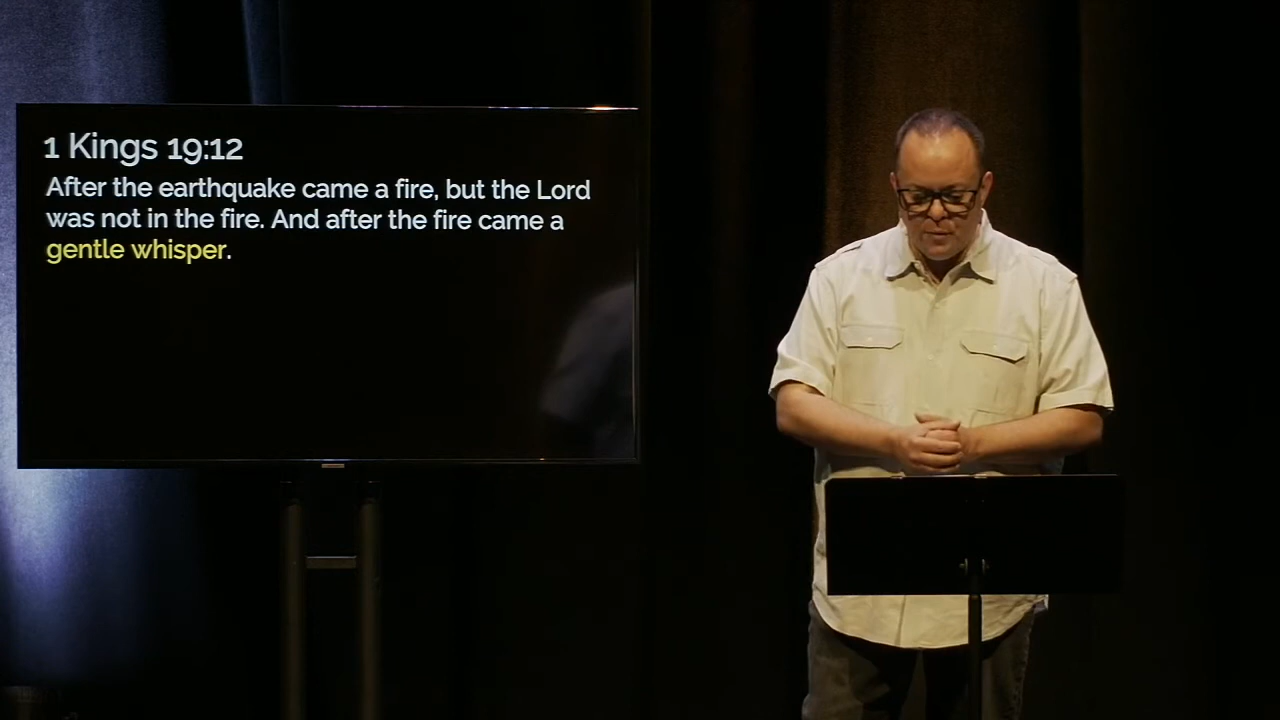 1 Kings 19:12
After the earthquake came a fire, but the Lord
was not in the fire. And after the fire came a
gentle whisper.